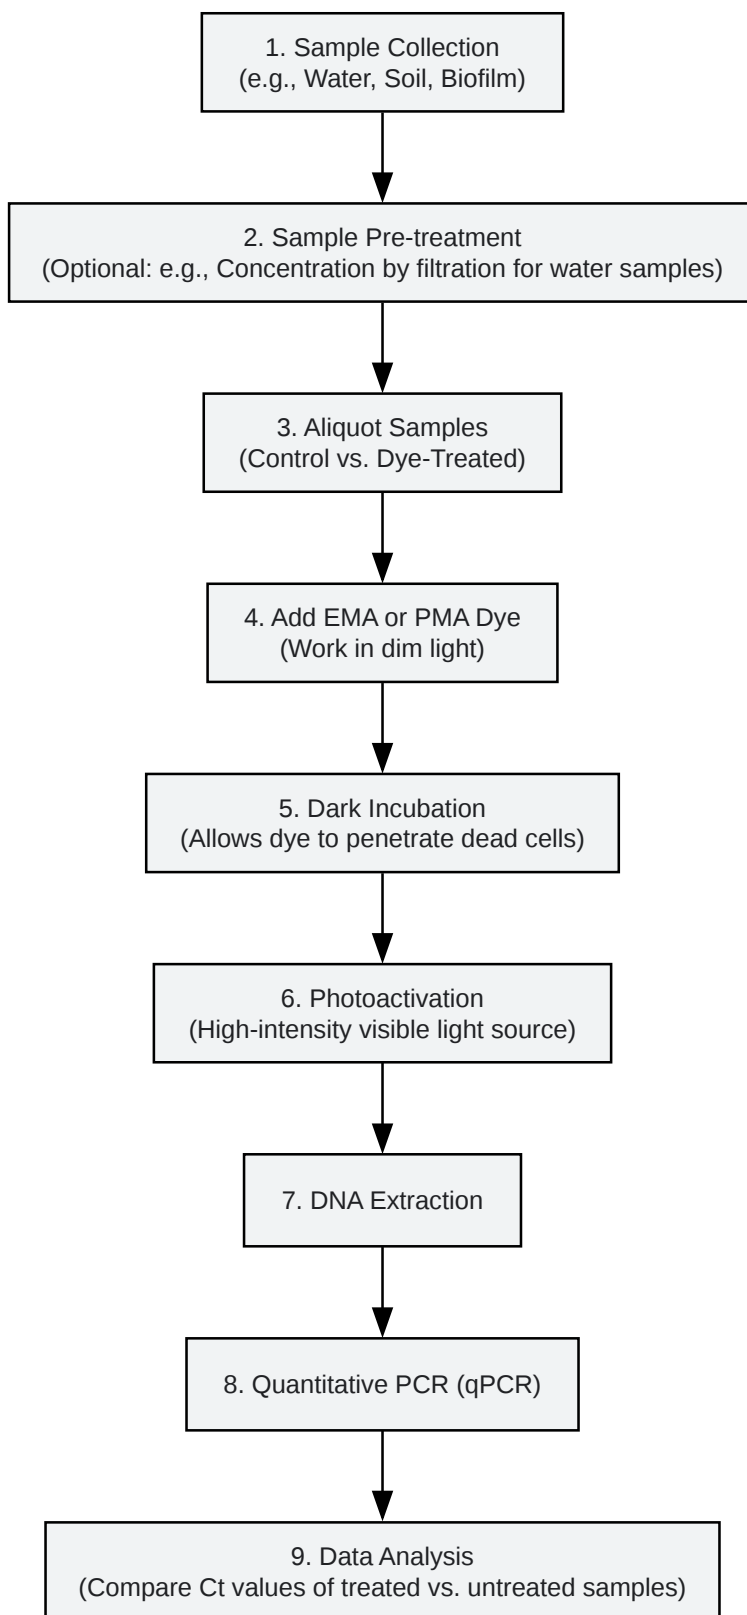 1. Sample Collection
(e.g., Water, Soil, Biofilm)
2. Sample Pre-treatment
(Optional: e.g., Concentration by filtration for water samples)
3. Aliquot Samples
(Control vs. Dye-Treated)
4. Add EMA or PMA Dye
(Work in dim light)
5. Dark Incubation
(Allows dye to penetrate dead cells)
6. Photoactivation
(High-intensity visible light source)
7. DNA Extraction
8. Quantitative PCR (qPCR)
9. Data Analysis
(Compare Ct values of treated vs. untreated samples)